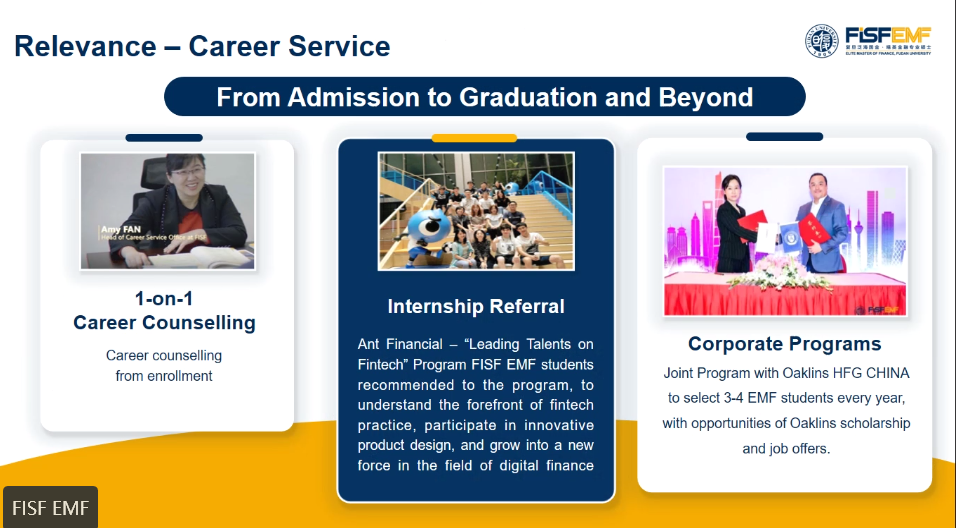 Relevance – Career Service
FiSFEMF
ELITE MASTER OF FINANCE, FUDAN UNIVERSITY
From Admission to Graduation and Beyond
Amy FAN
Head of Career Service Office at FISF
1-on-1
Career Counselling
Career counselling
from enrollment
Internship Referral
Ant Financial – “Leading Talents on
Fintech” Program FISF EMF students
recommended to the program, to
understand the forefront of fintech
practice, participate in innovative
product design, and grow into a new
force in the field of digital finance
FiSFEMF
Corporate Programs
Joint Program with Oaklins HFG CHINA
to select 3-4 EMF students every year,
with opportunities of Oaklins scholarship
and job offers.
FISF EMF